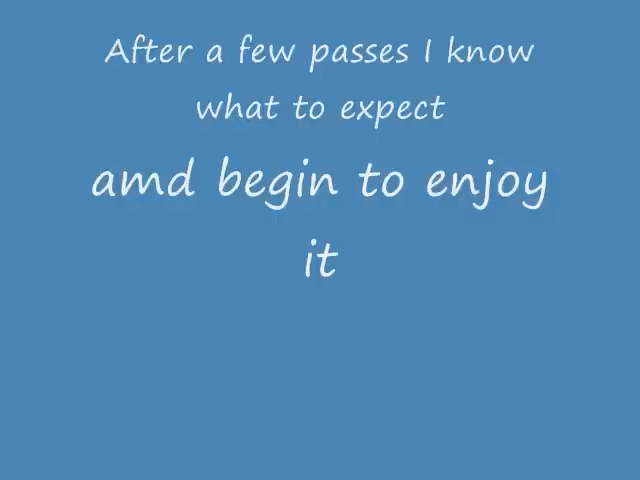 After a few passes I know
what to expect
amd begin to enjoy
it